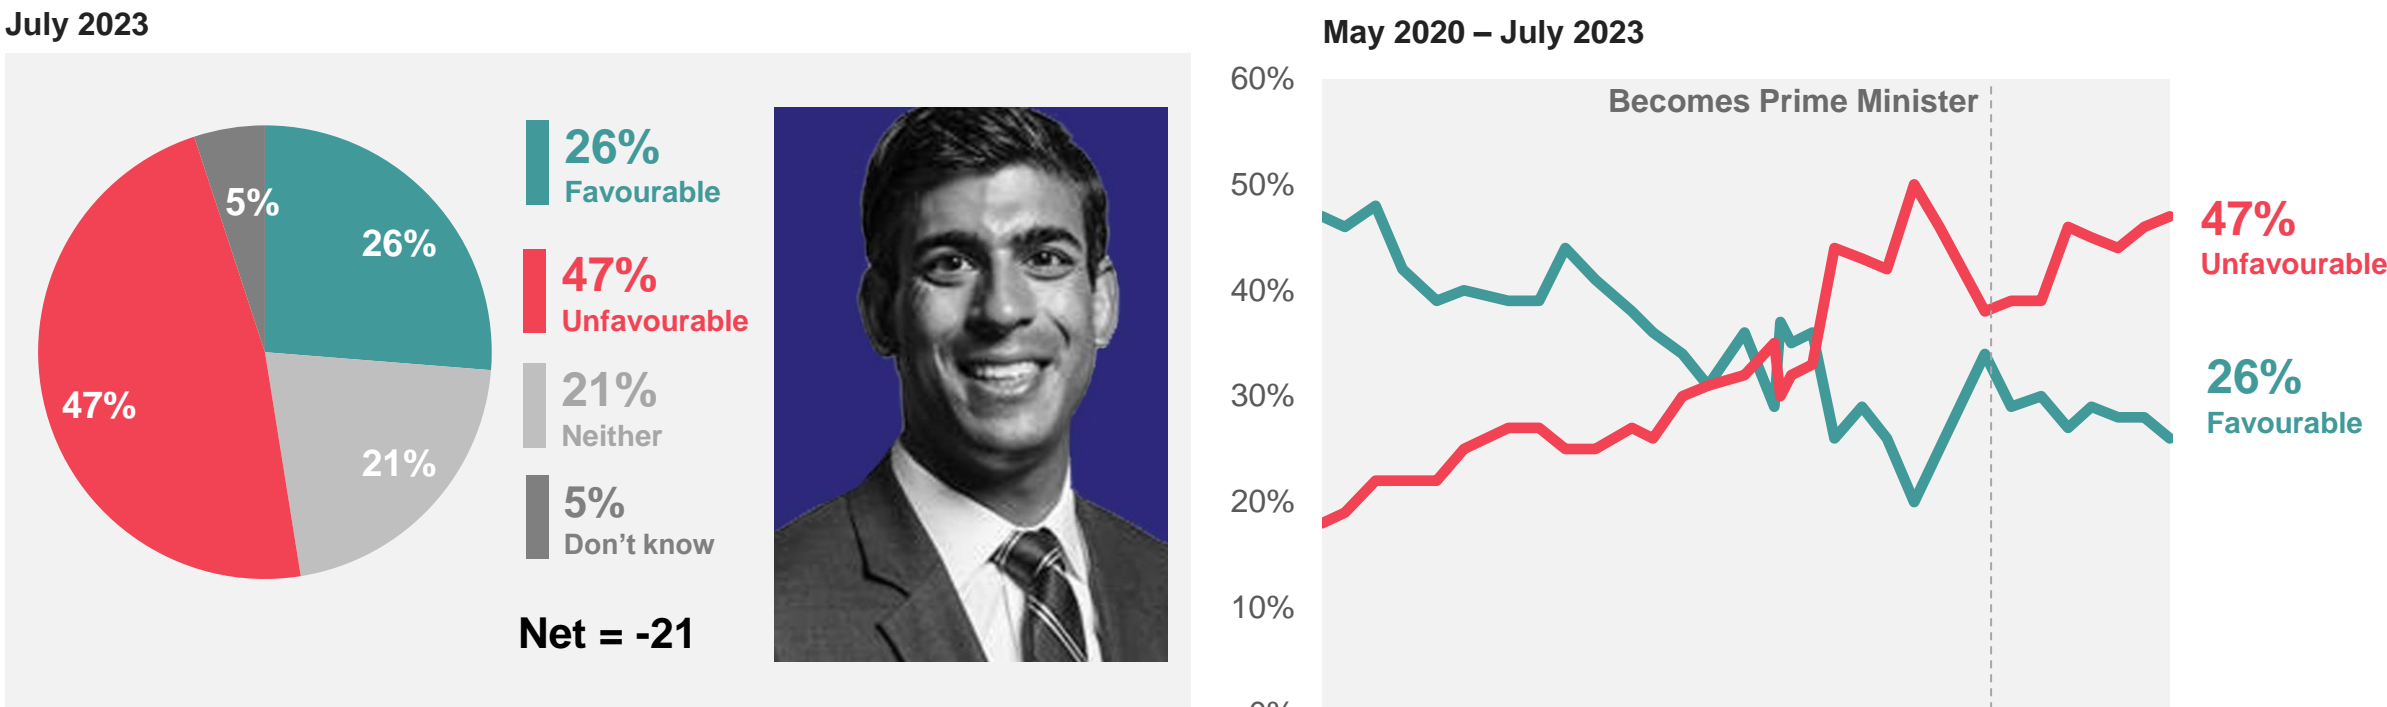 July 2023
5%
26%
47%
21%
26%
Favourable
47%
Unfavourable
21%
Neither
5%
Don’t know
Net = -21
May 2020 – July 2023
60%
50%
40%
30%
20%
10%
Becomes Prime Minister
47%
Unfavourable
26%
Favourable